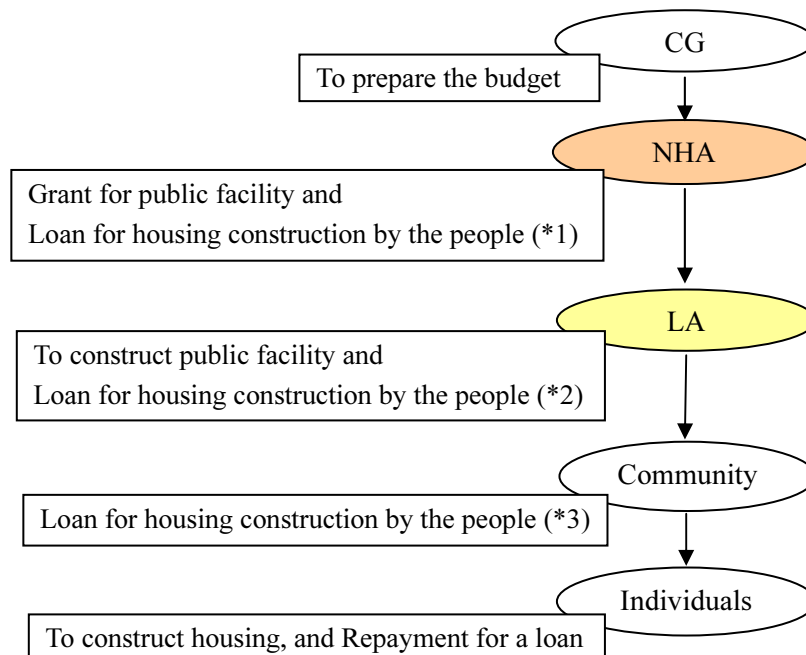 CG
To prepare the budget
NHA
Grant for public facility and
Loan for housing construction by the people (*1)
LA
To construct public facility and
Loan for housing construction by the people (*2)
Community
Loan for housing construction by the people (*3)
Individuals
To construct housing, and Repayment for a loan